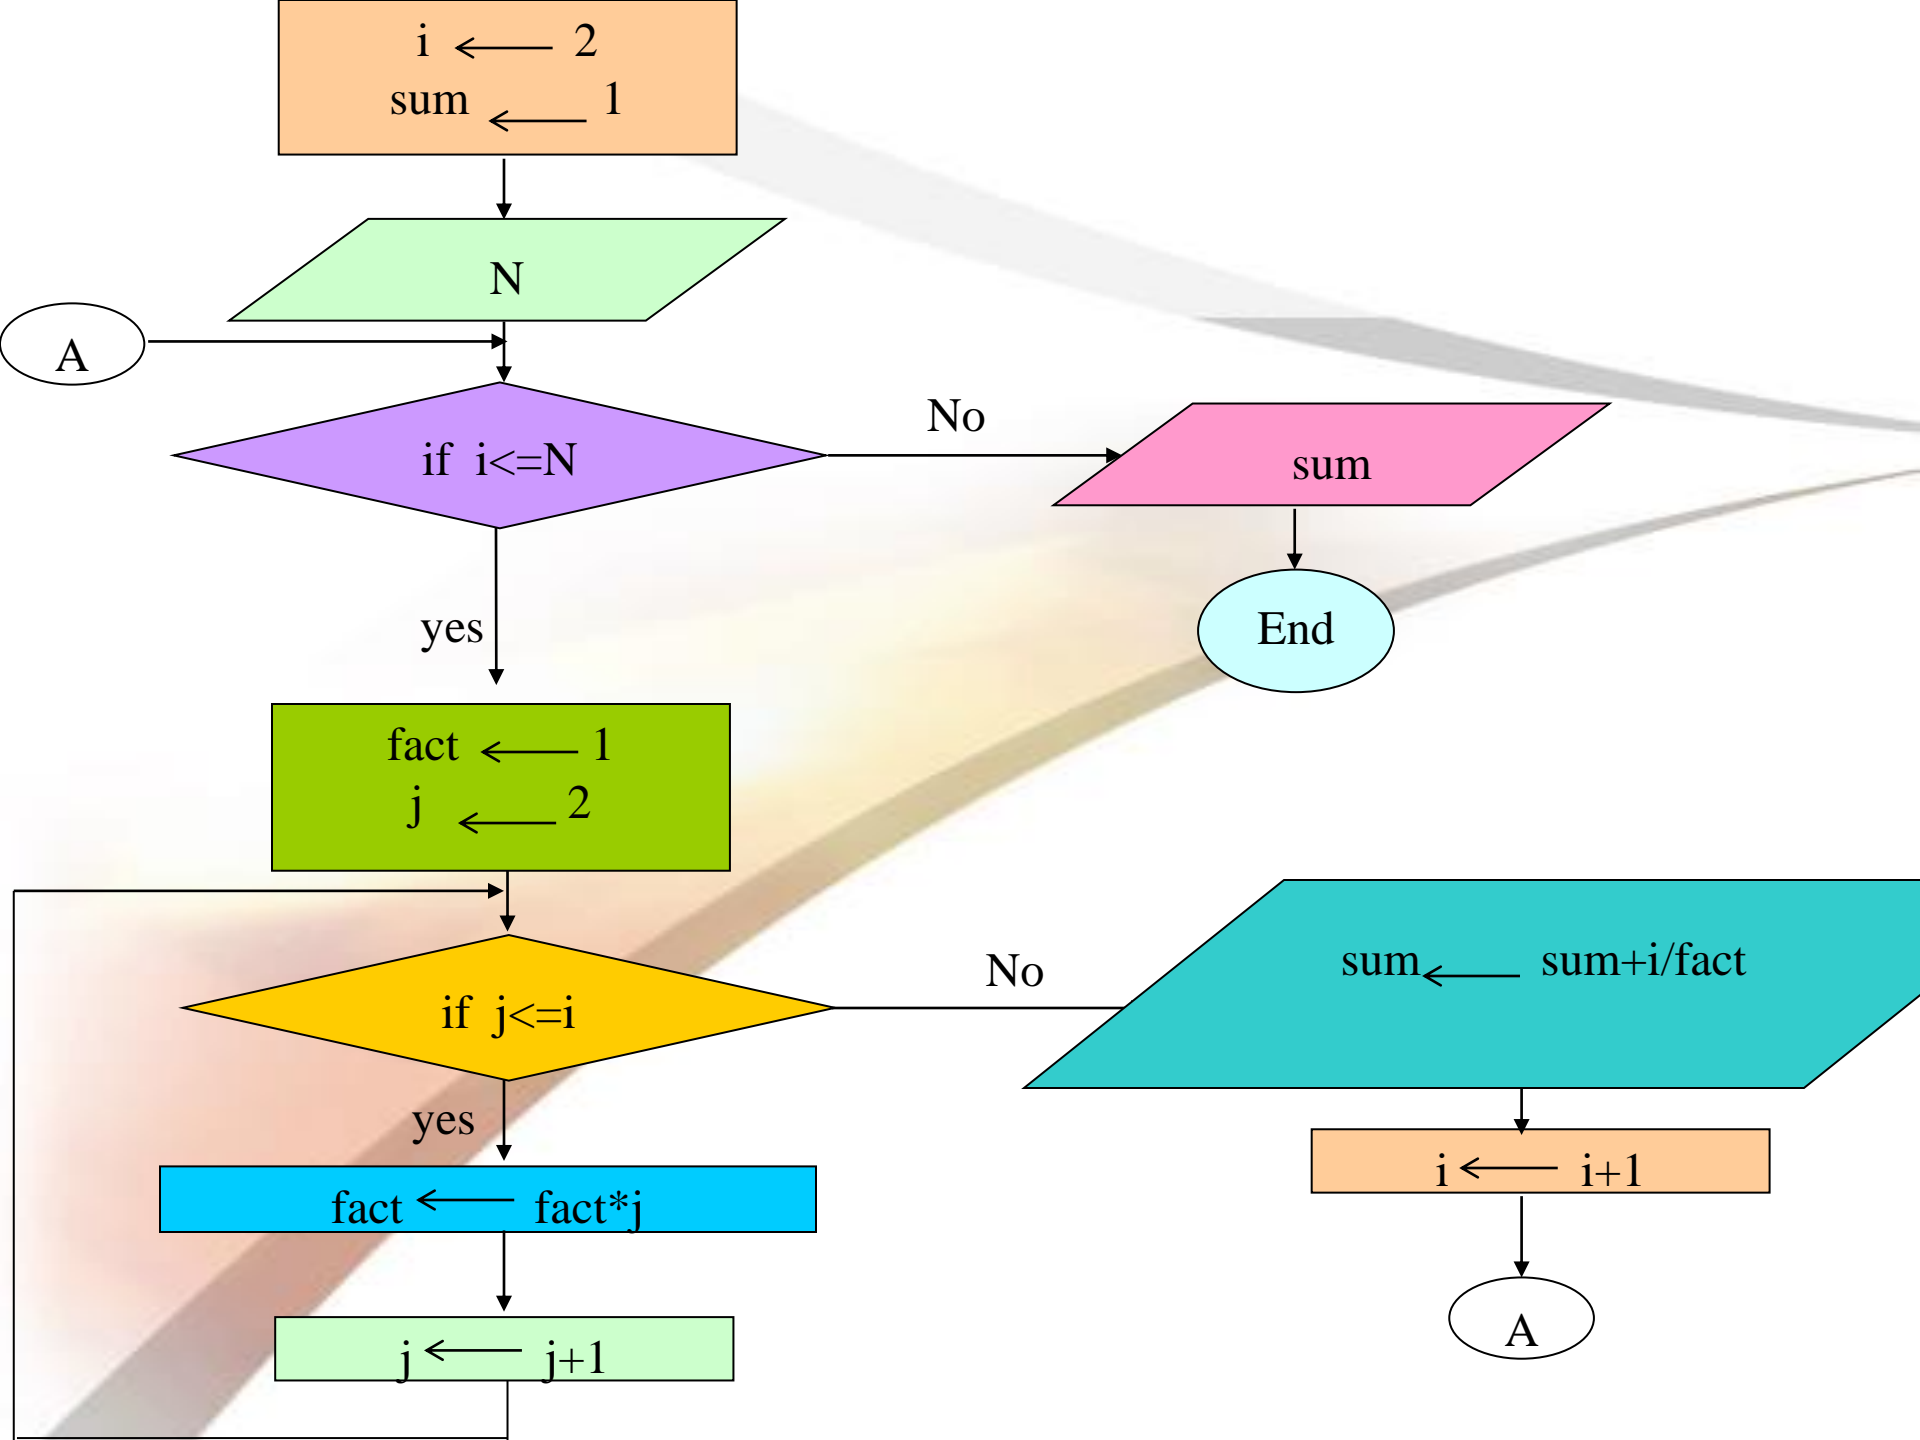 i ← 2
sum ← 1
N
A
if i<=N
No
sum
End
yes
fact ← 1
j ← 2
if j<=i
No
sum ← sum+i/fact
yes
fact ← fact*j
i ← i+1
j ← j+1
A